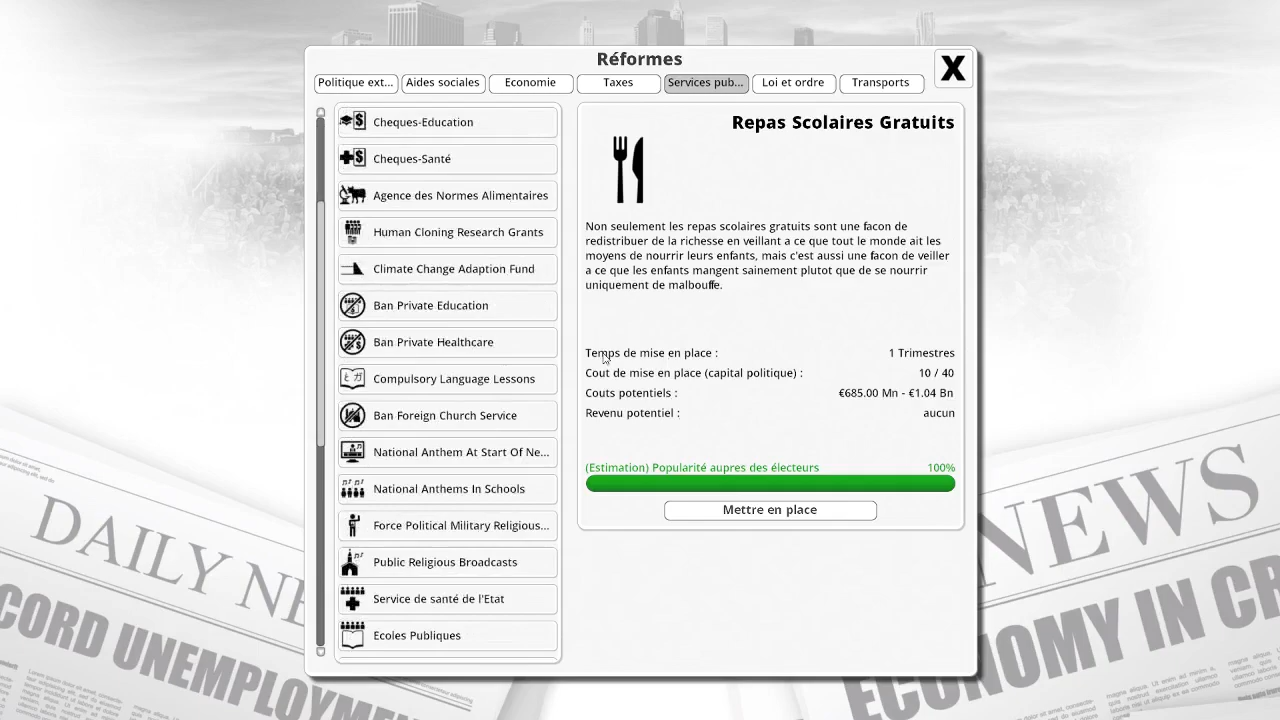 Réformes
X
Politique ext...
Aides sociales
Economie
Taxes
Services pub...
Loi et ordre
Transports
Cheques-Education
Cheques-Santé
Agence des Normes Alimentaires
Human Cloning Research Grants
Climate Change Adaption Fund
Ban Private Education
Ban Private Healthcare
Compulsory Language Lessons
Ban Foreign Church Service
National Anthem At Start Of Ne...
National Anthems In Schools
Force Political Military Religious...
Public Religious Broadcasts
Service de santé de l'Etat
Ecoles Publiques
Repas Scolaires Gratuits
Non seulement les repas scolaires gratuits sont une facon de
redistribuer de la richesse en veillant a ce que tout le monde ait les
moyens de nourrir leurs enfants, mais c'est aussi une facon de veiller
a ce que les enfants mangent sainement plutot que de se nourrir
uniquement de malbouffe.
Temps de mise en place : 1 Trimestres
Cout de mise en place (capital politique) : 10 / 40
Couts potentiels : €685.00 Mn - €1.04 Bn
Revenu potentiel : aucun
(Estimation) Popularité aupres des électeurs 100%
Mettre en place
DAILY NE
CORD UNEMPLOYM
NEWS
ECONOMY IN CR